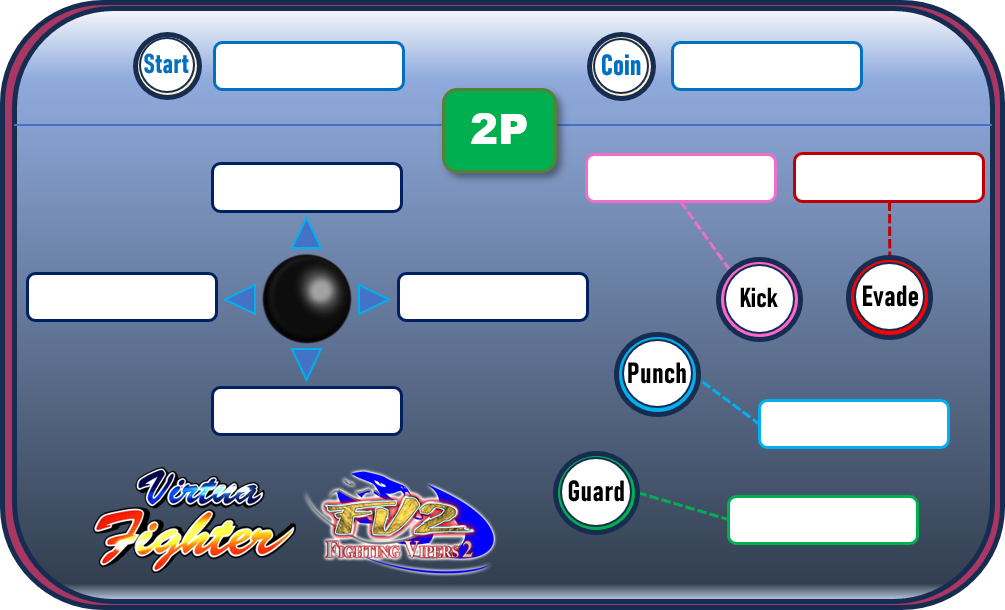 Start
Coin
2P
Kick
Evade
Punch
Guard
Virtua
Fighter
FV2
FIGHTING VIPERS 2